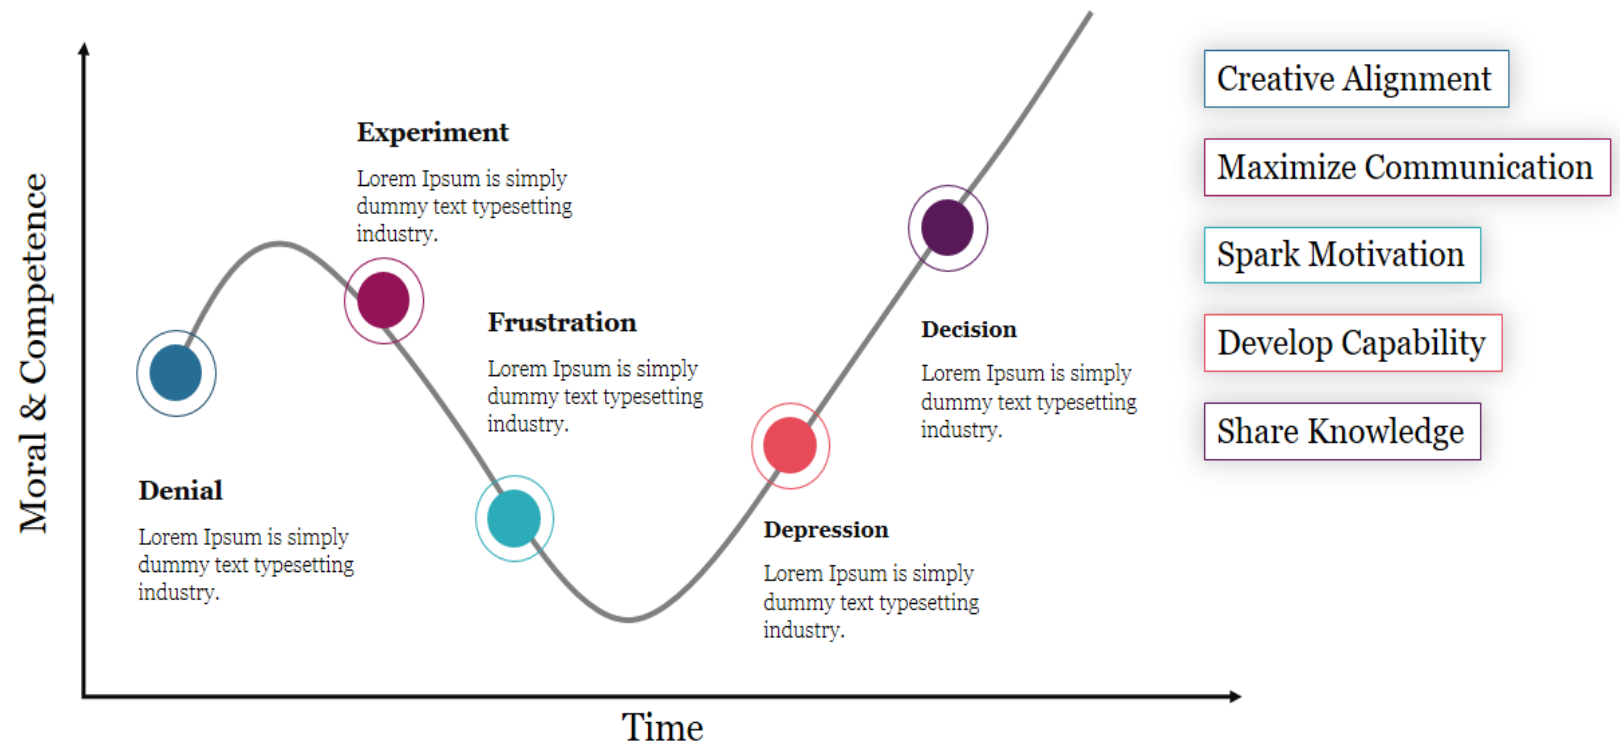 Moral & Competence
Experiment
Lorem Ipsum is simply
dummy text typesetting
industry.
Frustration
Lorem Ipsum is simply
dummy text typesetting
industry.
Denial
Lorem Ipsum is simply
dummy text typesetting
industry.
Decision
Lorem Ipsum is simply
dummy text typesetting
industry.
Depression
Lorem Ipsum is simply
dummy text typesetting
industry.
Time
Creative Alignment
Maximize Communication
Spark Motivation
Develop Capability
Share Knowledge